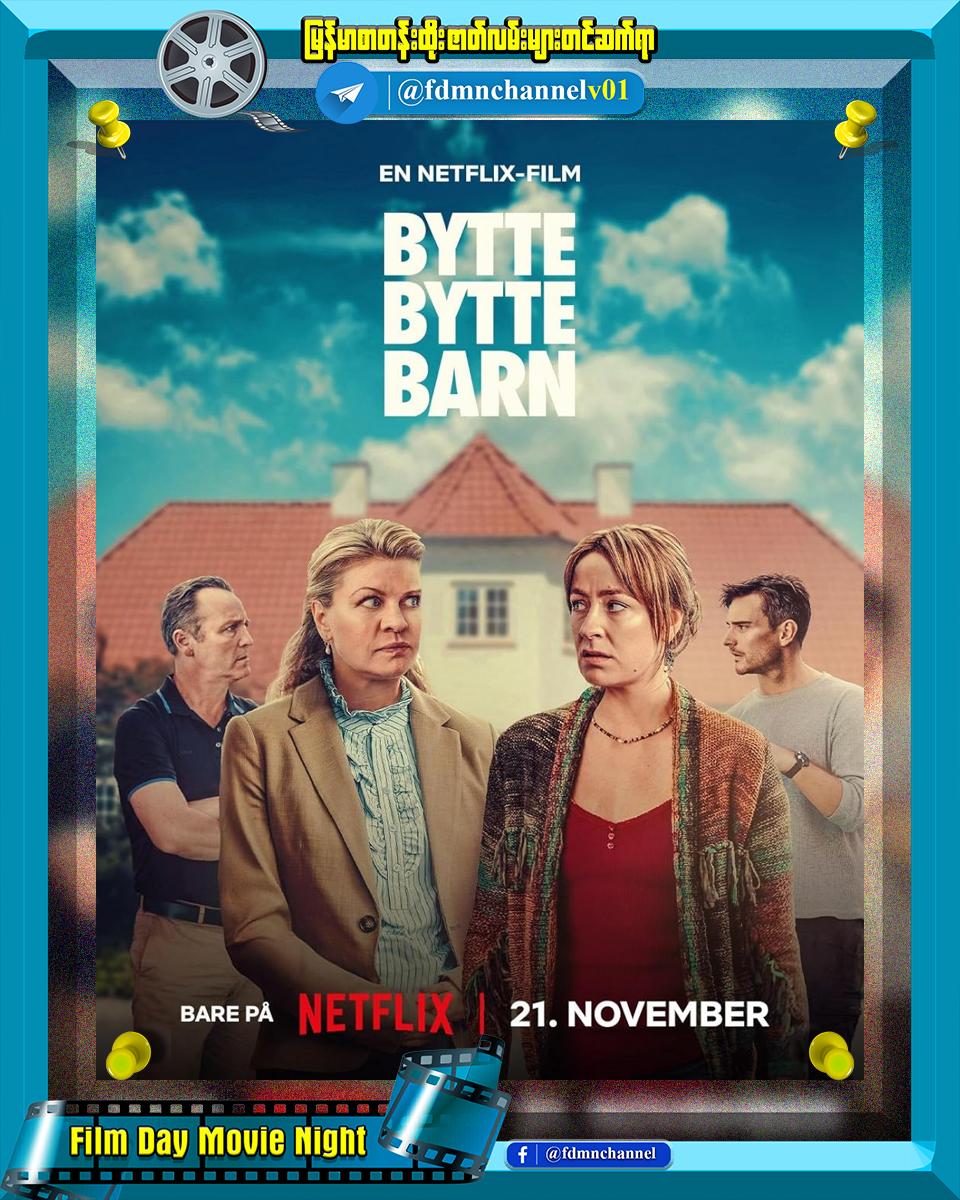 မြန်မာစာတန်းထိုးဇာတ်လမ်းများတင်ဆက်ရာ
@fdmnchannelv01
EN NETFLIX-FILM
BYTTE
BYTTE
BARN
BARE PÅ NETFLIX | 21. NOVEMBER
Film Day Movie Night
f | @fdmnchannel